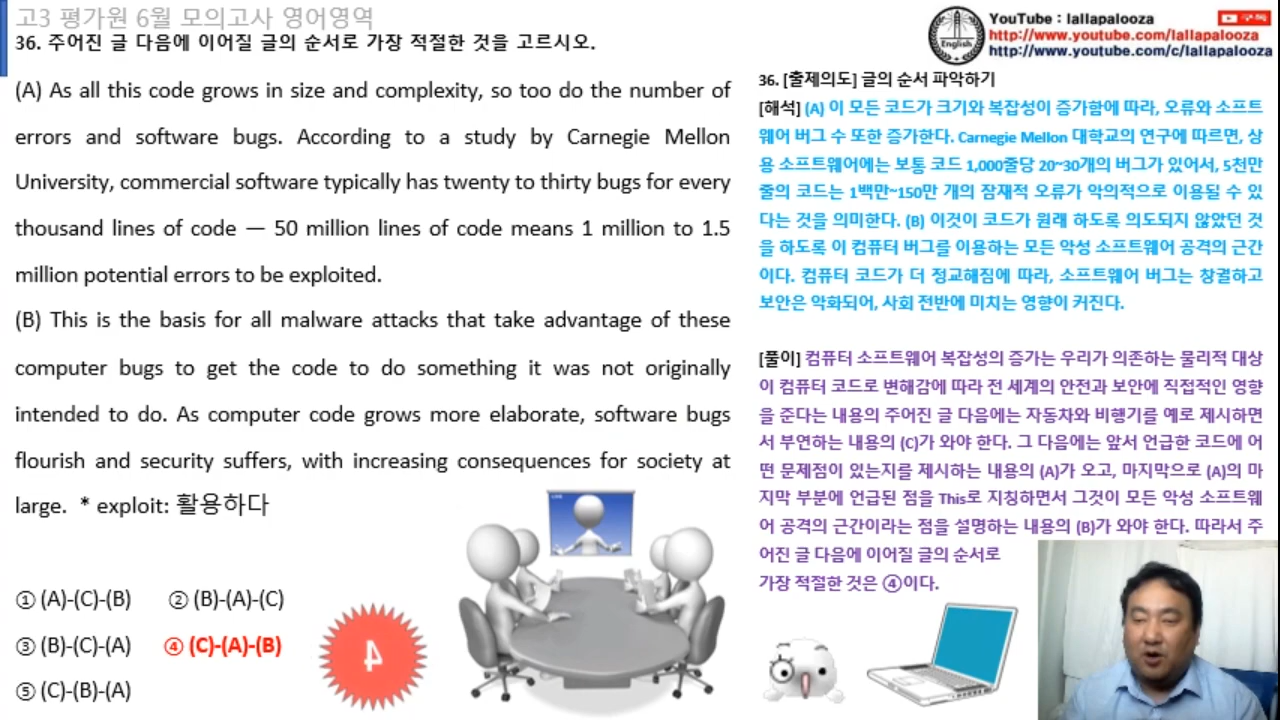 고3 평가원 6월 모의고사 영어영역
36. 주어진 글 다음에 이어질 글의 순서로 가장 적절한 것을 고르시오.
(A) As all this code grows in size and complexity, so too do the number of
errors and software bugs. According to a study by Carnegie Mellon
University, commercial software typically has twenty to thirty bugs for every
thousand lines of code — 50 million lines of code means 1 million to 1.5
million potential errors to be exploited.
(B) This is the basis for all malware attacks that take advantage of these
computer bugs to get the code to do something it was not originally
intended to do. As computer code grows more elaborate, software bugs
flourish and security suffers, with increasing consequences for society at
large. * exploit: 활용하다
① (A)-(C)-(B) ② (B)-(A)-(C)
③ (B)-(C)-(A) ④ (C)-(A)-(B)
⑤ (C)-(B)-(A)
4
English
YouTube : lallapalooza
구독
http://www.youtube.com/lallapalooza
http://www.youtube.com/c/lallapalooza
36. [출제의도] 글의 순서 파악하기
[해석] (A) 이 모든 코드가 크기와 복잡성이 증가함에 따라, 오류와 소프트
웨어 버그 수 또한 증가한다. Carnegie Mellon 대학교의 연구에 따르면, 상
용 소프트웨어에는 보통 코드 1,000줄당 20~30개의 버그가 있어서, 5천만
줄의 코드는 1백만~150만 개의 잠재적 오류가 악의적으로 이용될 수 있
다는 것을 의미한다. (B) 이것이 코드가 원래 하도록 의도되지 않았던 것
을 하도록 이 컴퓨터 버그를 이용하는 모든 악성 소프트웨어 공격의 근간
이다. 컴퓨터 코드가 더 정교해짐에 따라, 소프트웨어 버그는 창궐하고
보안은 악화되어, 사회 전반에 미치는 영향이 커진다.
[풀이] 컴퓨터 소프트웨어 복잡성의 증가는 우리가 의존하는 물리적 대상
이 컴퓨터 코드로 변해감에 따라 전 세계의 안전과 보안에 직접적인 영향
을 준다는 내용의 주어진 글 다음에는 자동차와 비행기를 예로 제시하면
서 부연하는 내용의 (C)가 와야 한다. 그 다음에는 앞서 언급한 코드에 어
떤 문제점이 있는지를 제시하는 내용의 (A)가 오고, 마지막으로 (A)의 마
지막 부분에 언급된 점을 This로 지칭하면서 그것이 모든 악성 소프트웨
어 공격의 근간이라는 점을 설명하는 내용의 (B)가 와야 한다. 따라서 주
어진 글 다음에 이어질 글의 순서로
가장 적절한 것은 ④이다.